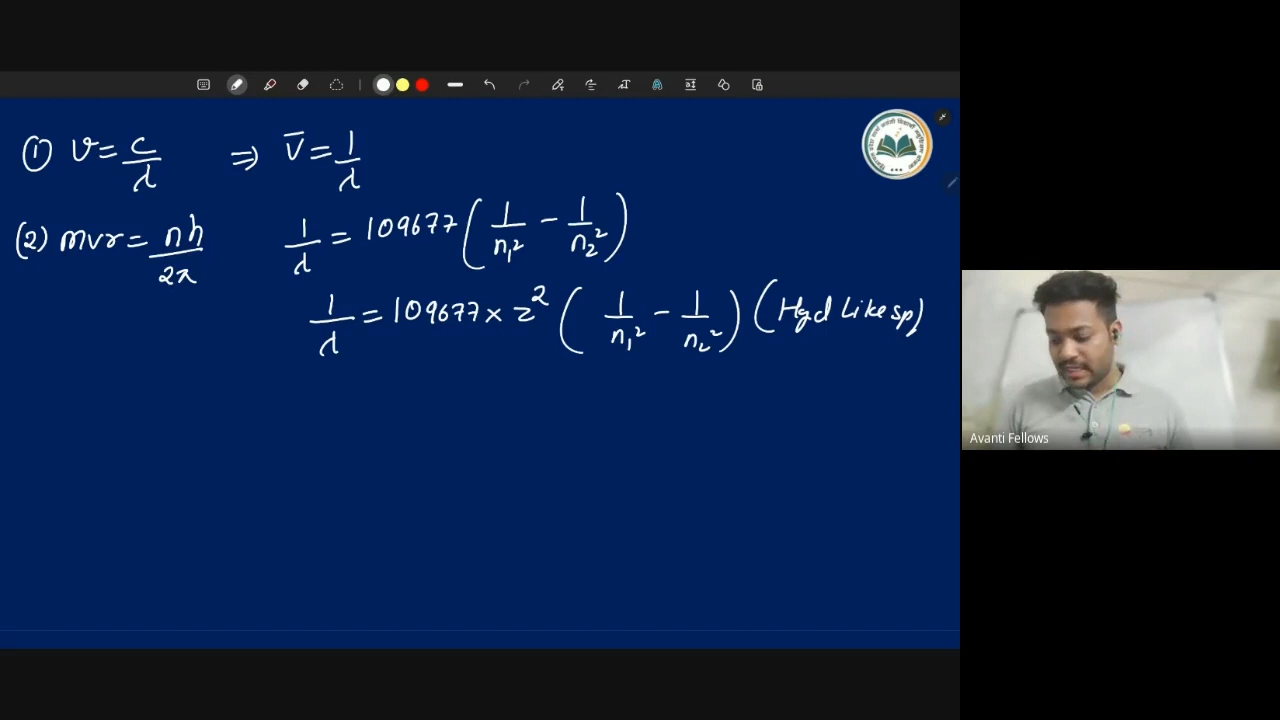 ① ν = c/λ ⇒ ν̅ = 1/λ
(2) mvr = nh/2π
1/λ = 109677 (1/n₁² − 1/n₂²)
1/λ = 109677 × z² (1/n₁² − 1/n₂²) (Hyd Like sp)
Avanti Fellows